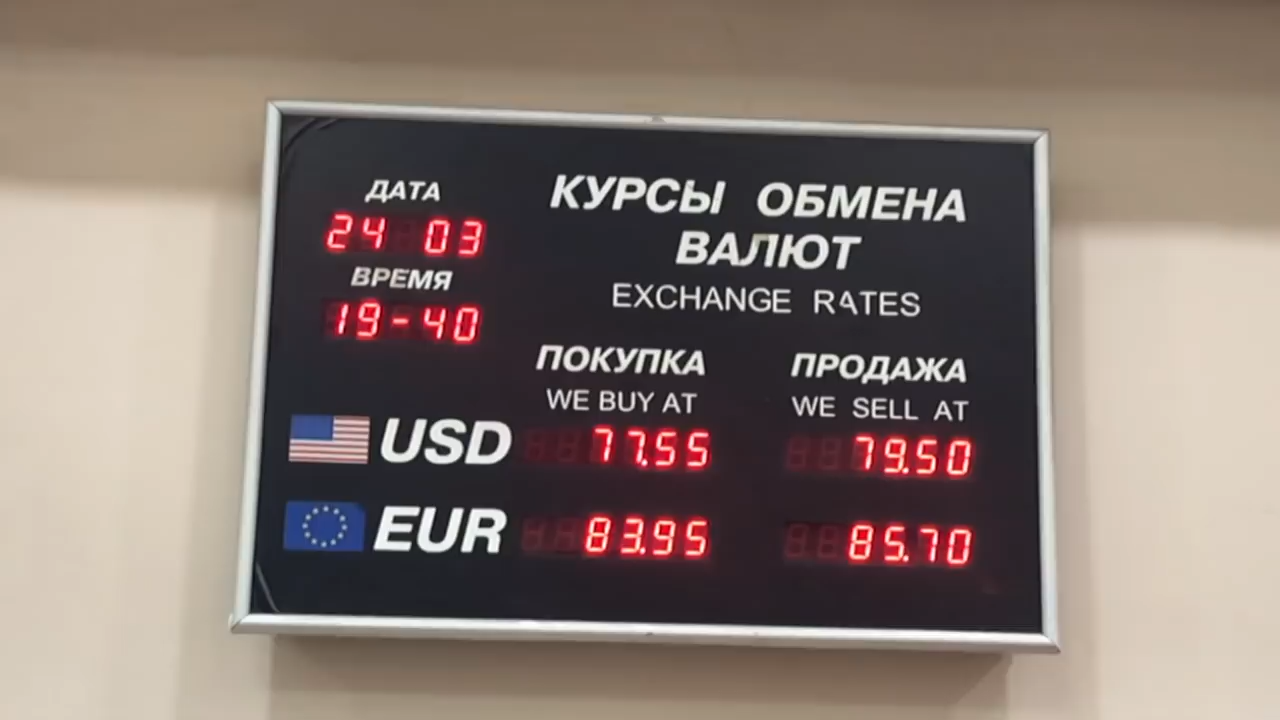 ДАТА
24 03
ВРЕМЯ
19-40
КУРСЫ ОБМЕНА
ВАЛЮТ
EXCHANGE RATES
ПОКУПКА ПРОДАЖА
WE BUY AT WE SELL AT
USD 77.55 79.50
EUR 83.95 85.70